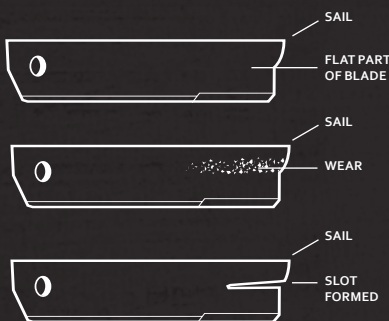 SAIL
FLAT PART
OF BLADE
SAIL
WEAR
SAIL
SLOT
FORMED